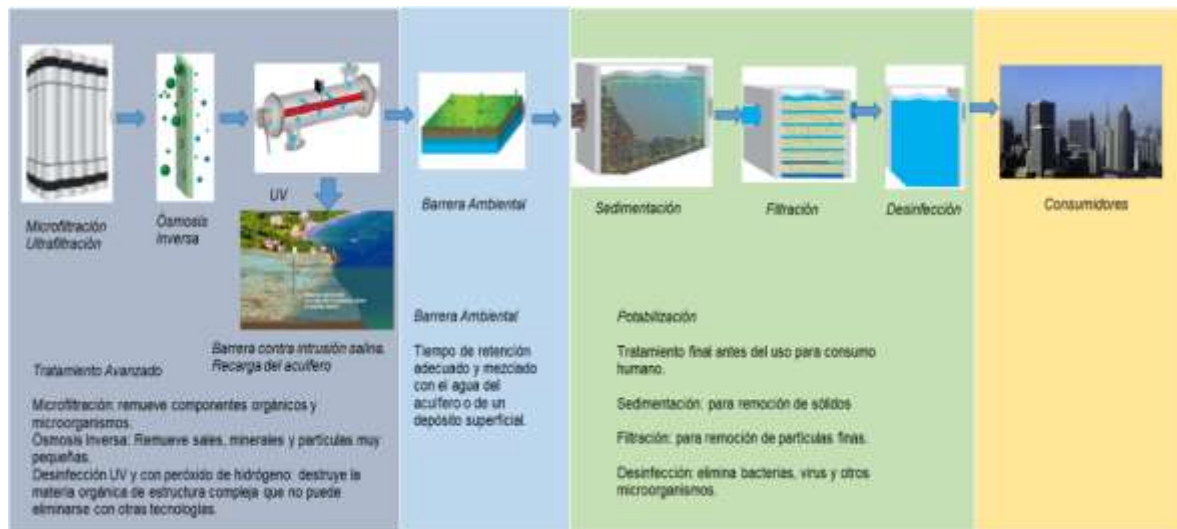 Microfiltración
Ultrafiltración
Ósmosis
Inversa
UV
Barrera contra intrusión salina.
Recarga del acuífero
Tratamiento Avanzado
Microfiltración: remueve componentes orgánicos y
microorganismos.
Ósmosis Inversa: Remueve sales, minerales y partículas muy
pequeñas.
Desinfección UV y con peróxido de hidrógeno: destruye la
materia orgánica de estructura compleja que no puede
eliminarse con otras tecnologías.
Barrera Ambiental
Barrera Ambiental
Tiempo de retención
adecuado y mezclado
con el agua del
acuífero o de un
depósito superficial.
Sedimentación
Filtración
Desinfección
Potabilización
Tratamiento final antes del uso para consumo
humano.
Sedimentación: para remoción de sólidos
Filtración: para remoción de partículas finas.
Desinfección: elimina bacterias, virus y otros
microorganismos.
Consumidores